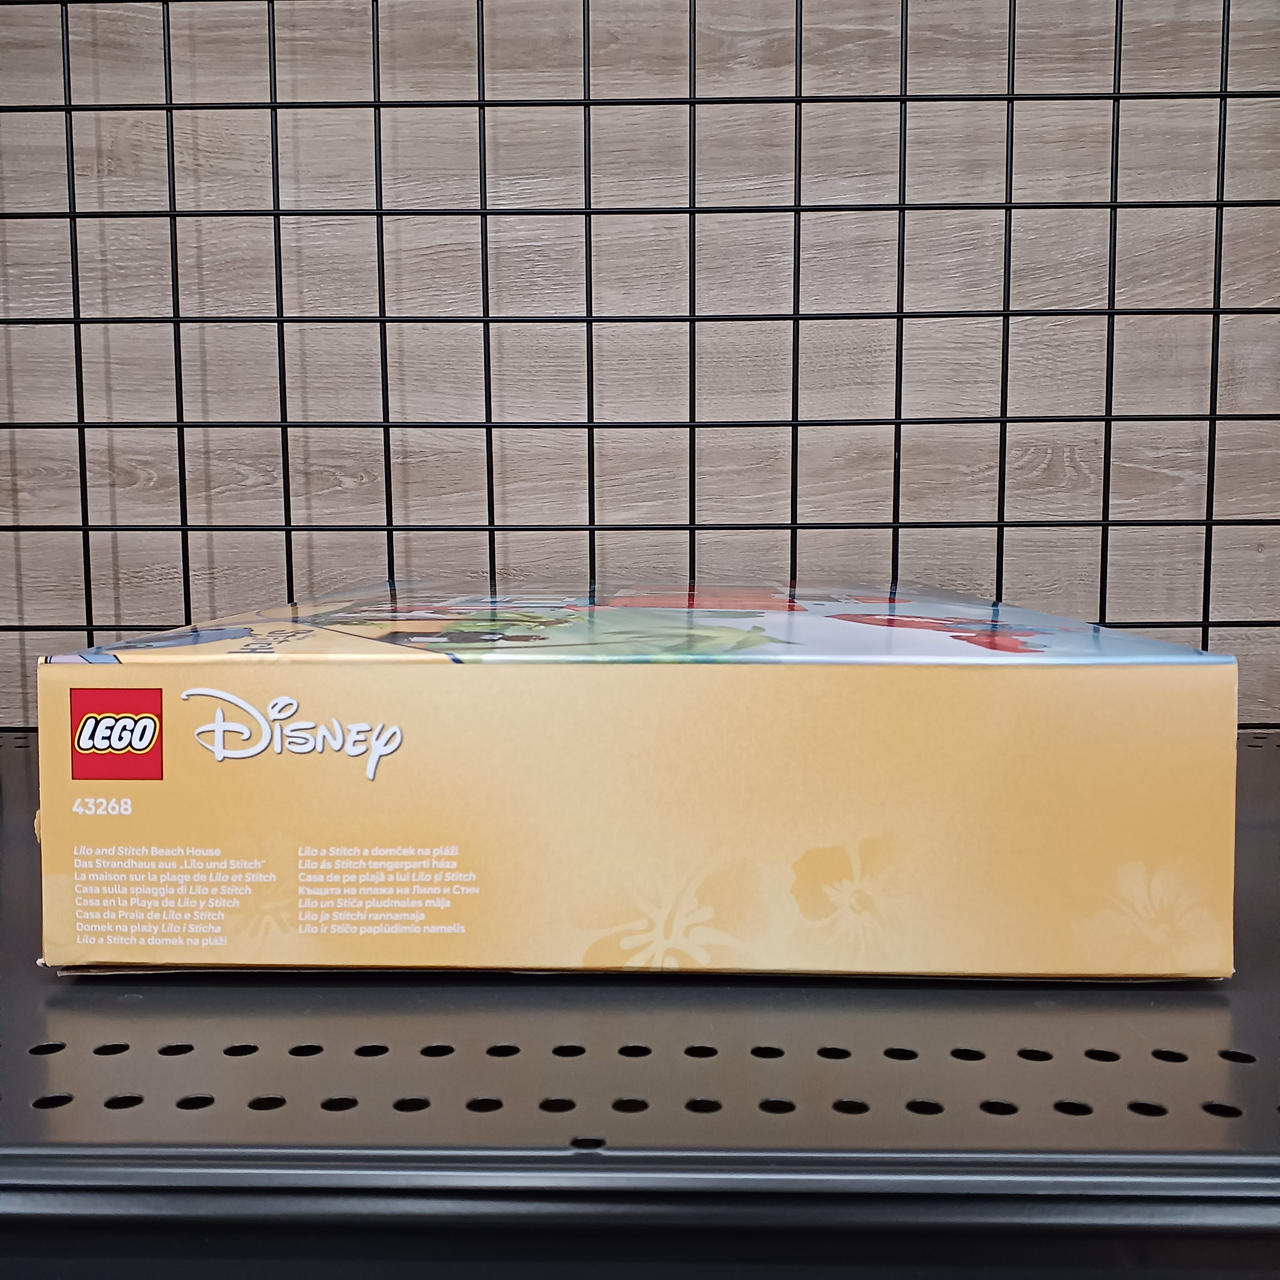 LEGO
Disney
43268
Lilo and Stitch Beach House
Das Strandhaus aus „Lilo und Stitch"
La maison sur la plage de Lilo et Stitch
Casa sulla spiaggia di Lilo e Stitch
Casa en la Playa de Lilo y Stitch
Casa da Praia de Lilo e Stitch
Domek na plaży Lilo i Sticha
Lilo a Stitch a domek na pláži
Lilo a Stitch a domček na pláži
Lilo és Stitch tengerparti háza
Casa de pe plajă a lui Lilo și Stitch
Къщата на плажа на Лило и Стич
Lilo un Stiča pludmales māja
Lilo ja Stitchi rannamaja
Lilo ir Stičo paplūdimio namelis